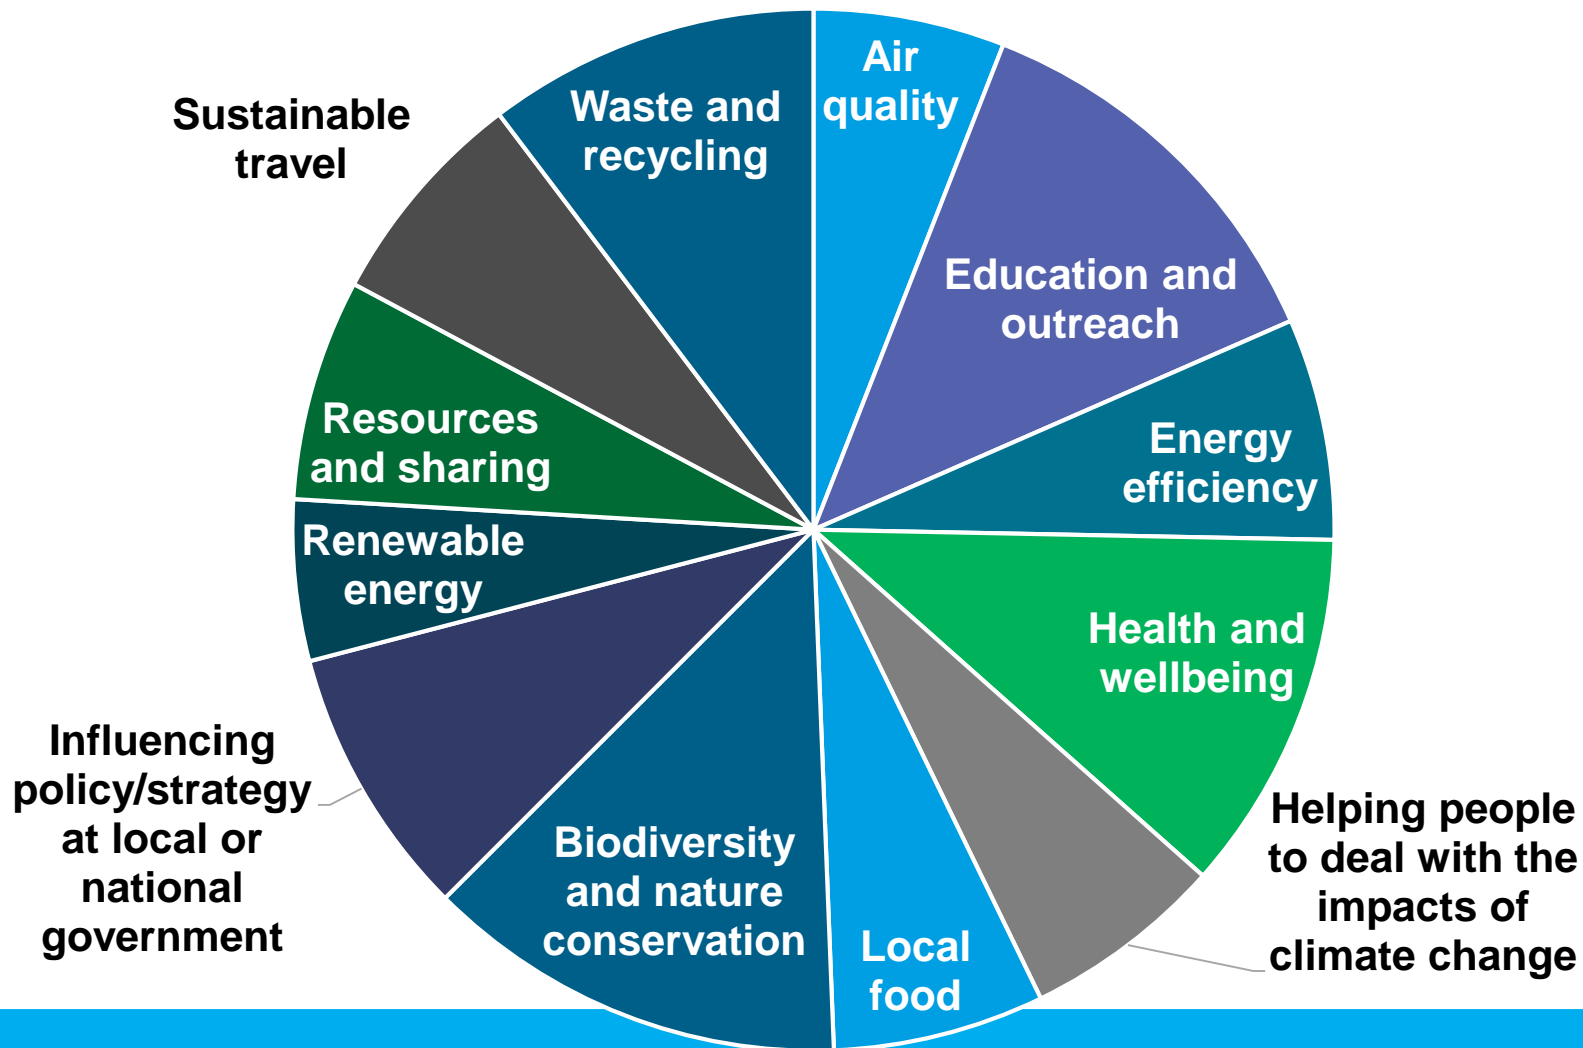 Air
quality
Education and
outreach
Energy
efficiency
Health and
wellbeing
Helping people
to deal with the
impacts of
climate change
Local
food
Biodiversity
and nature
conservation
Influencing
policy/strategy
at local or
national
government
Renewable
energy
Resources
and sharing
Sustainable
travel
Waste and
recycling